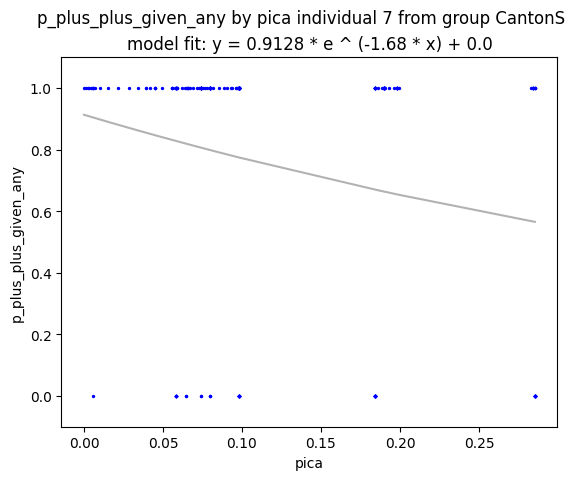 p_plus_plus_given_any by pica individual 7 from group CantonS
model fit: y = 0.9128 * e ^ (-1.68 * x) + 0.0
1.0
0.8
0.6
0.4
0.2
0.0
p_plus_plus_given_any
0.00 0.05 0.10 0.15 0.20 0.25
pica